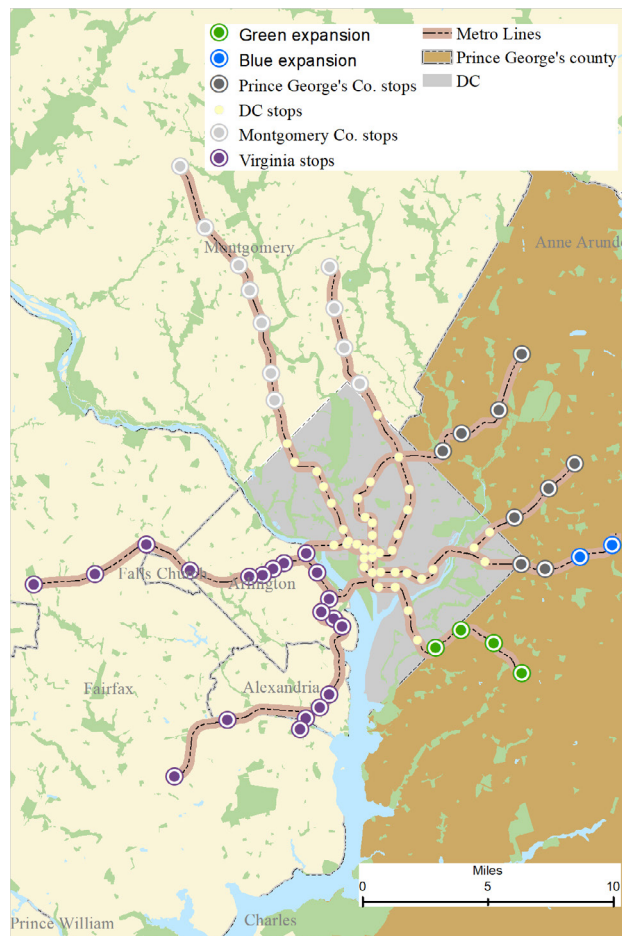 Green expansion
Blue expansion
Prince George's Co. stops
DC stops
Montgomery Co. stops
Virginia stops
Metro Lines
Prince George's county
DC
Montgomery
Anne Arunde
Falls Church
Arlington
Fairfax
Alexandria
Miles
0 5 10
Prince William
Charles